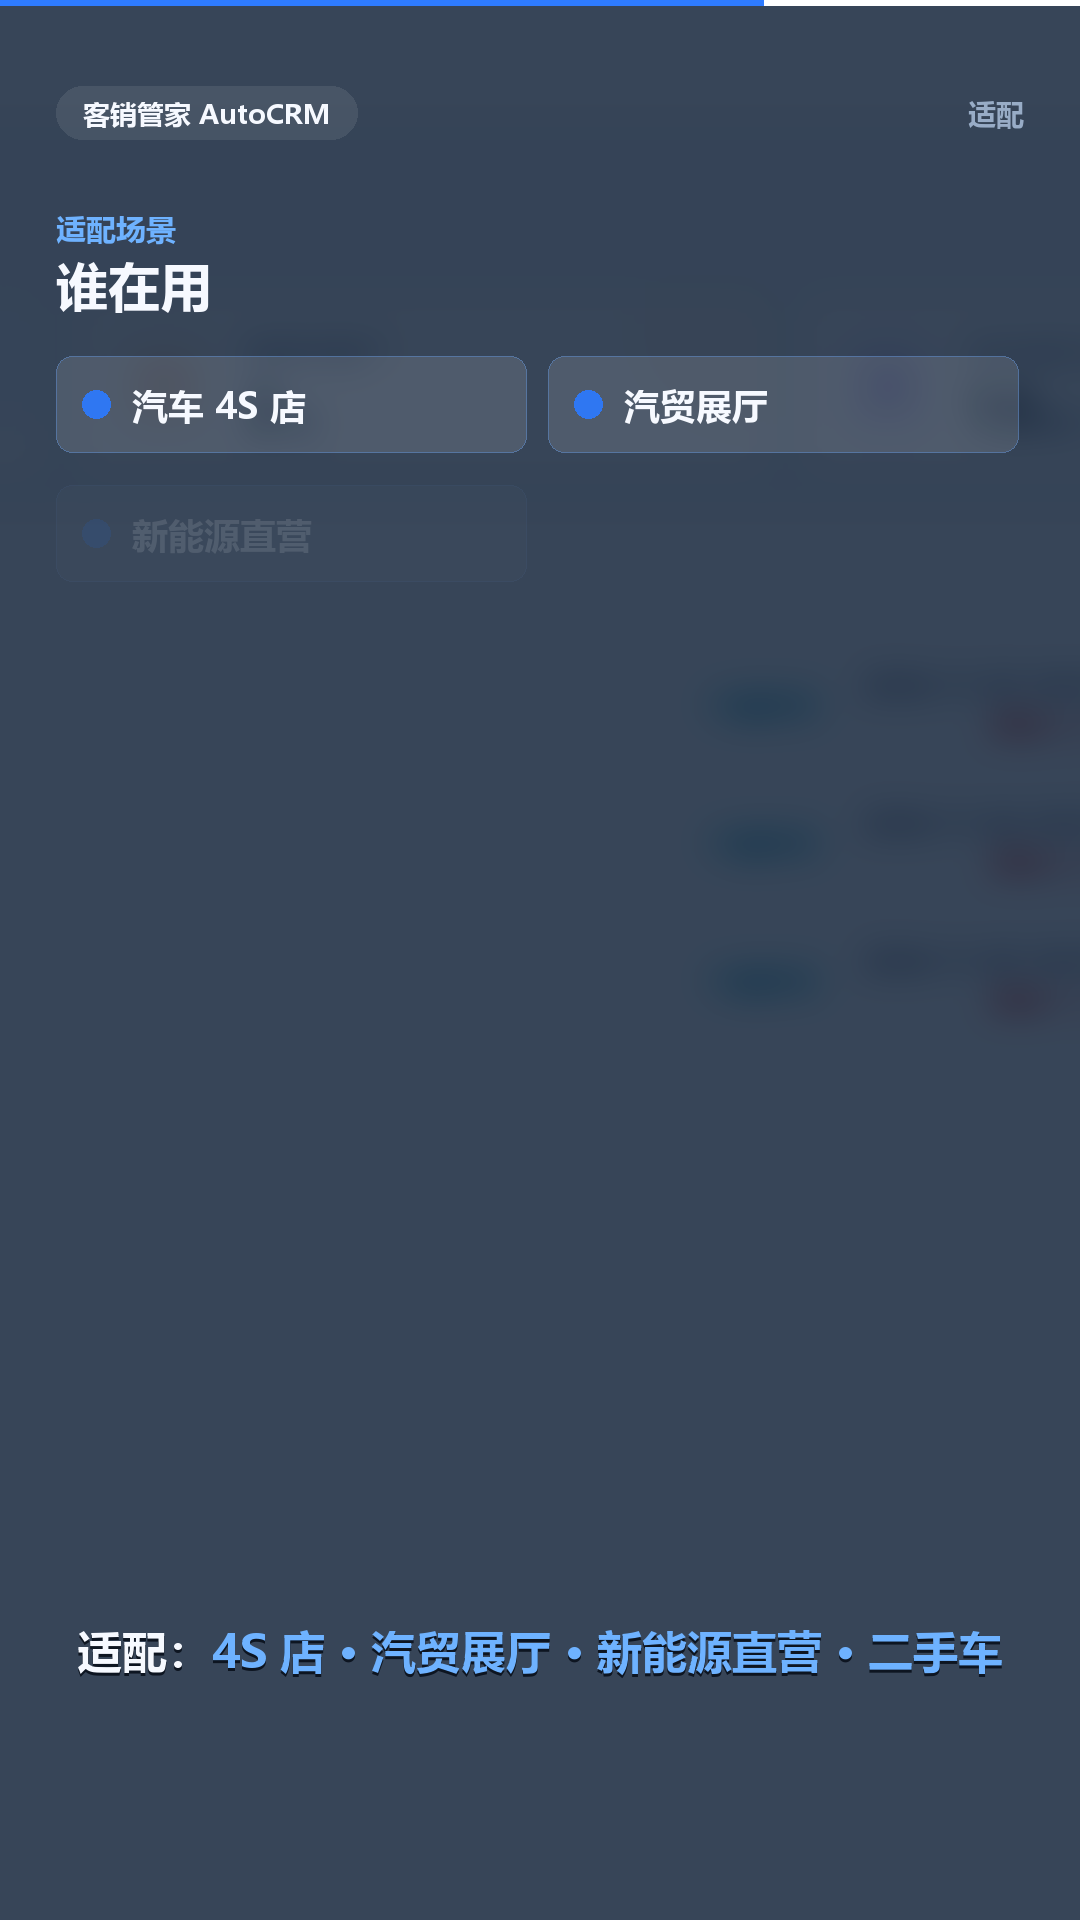 客销管家 AutoCRM
适配
适配场景
谁在用
汽车 4S 店
汽贸展厅
新能源直营
适配：4S 店·汽贸展厅·新能源直营·二手车